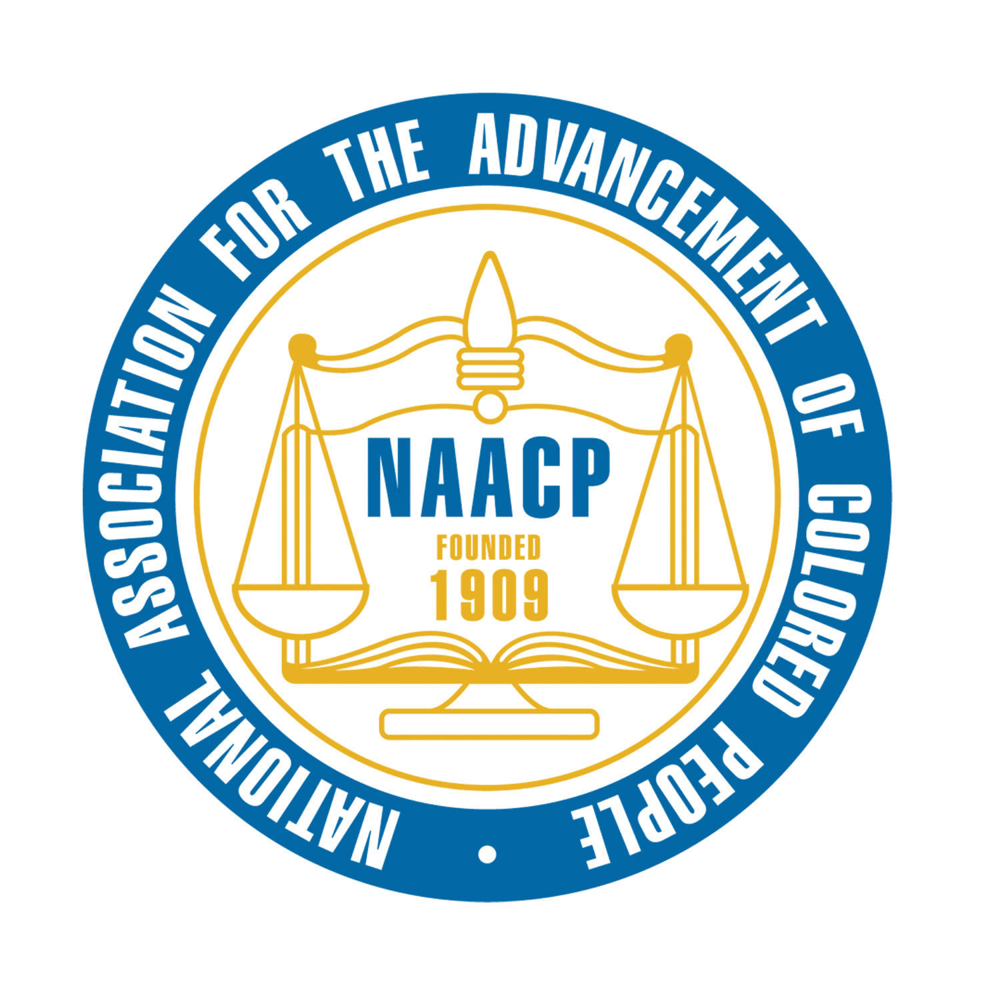 NATIONAL ASSOCIATION FOR THE ADVANCEMENT OF COLORED PEOPLE •
NAACP
FOUNDED
1909